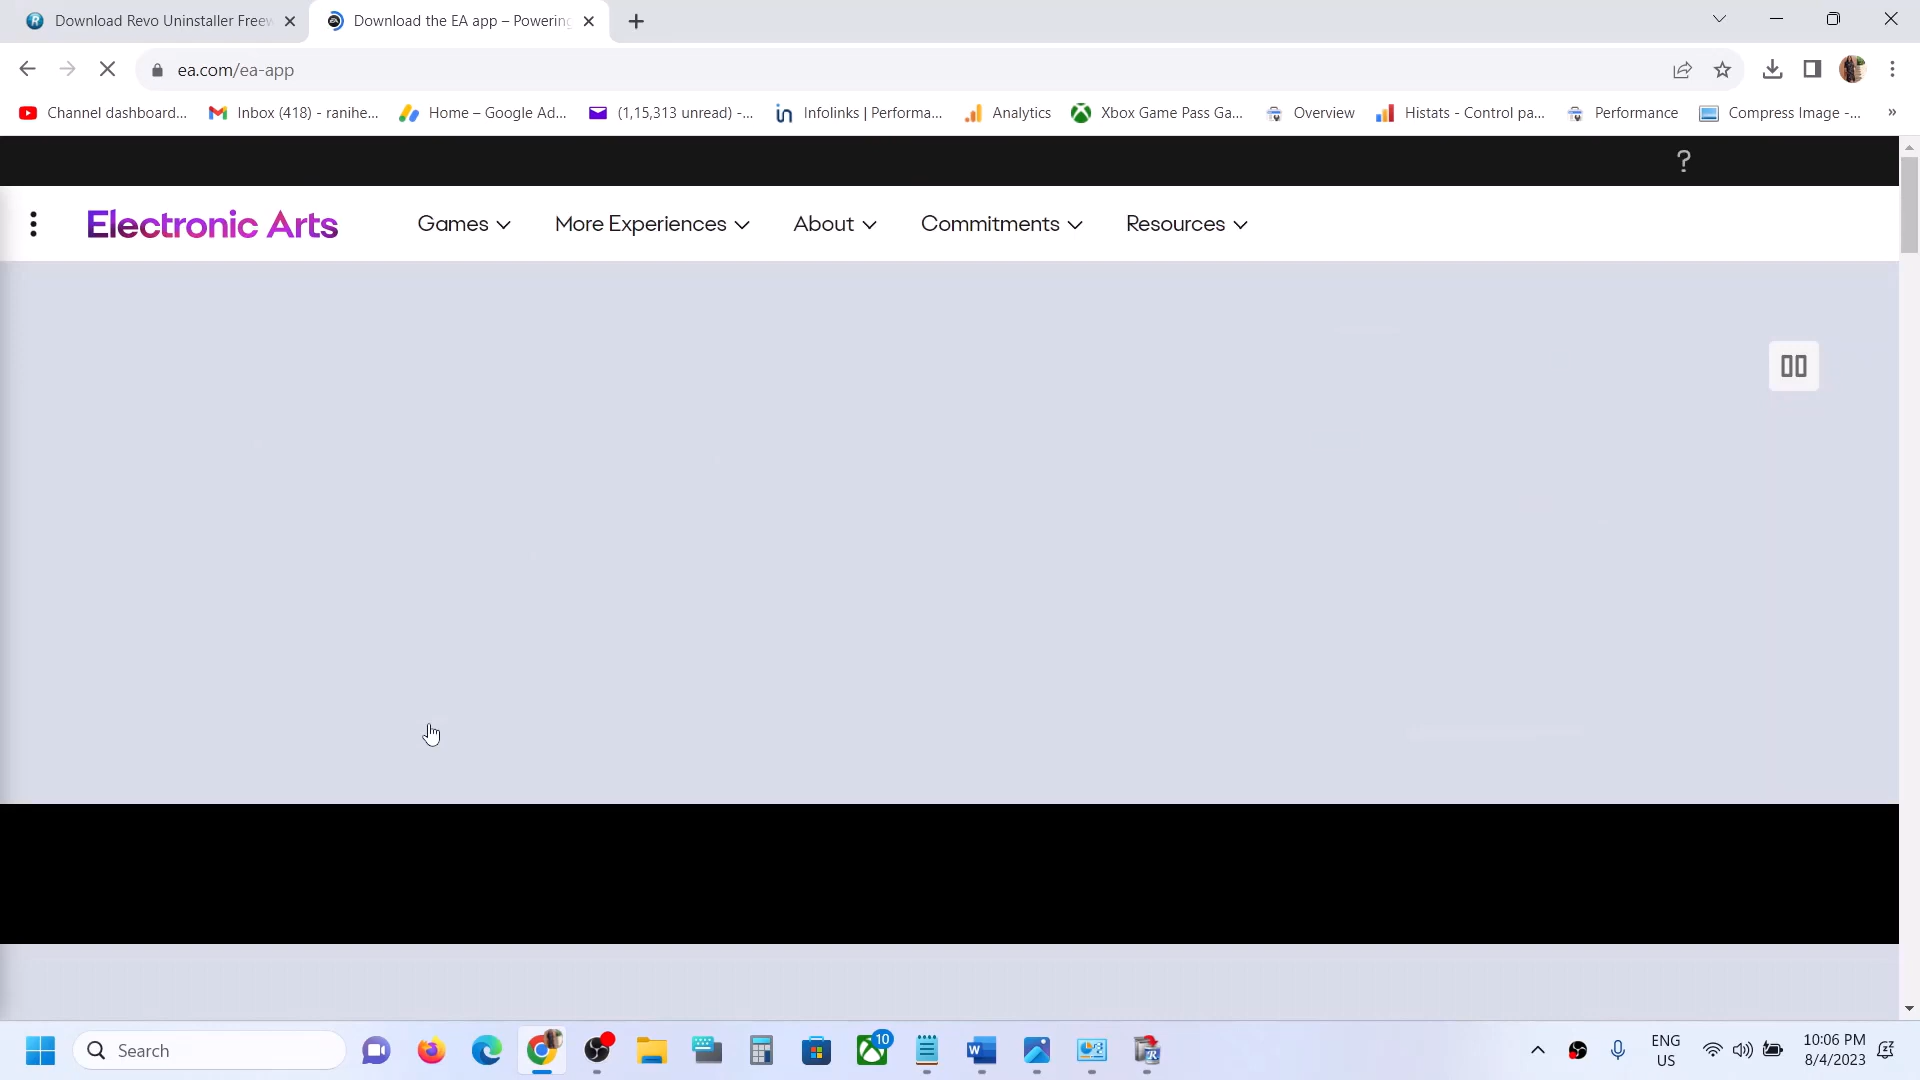 Download Revo Uninstaller Freew
Download the EA app – Powering
ea.com/ea-app
Channel dashboard...
Inbox (418) - ranihe...
Home – Google Ad...
(1,15,313 unread) -...
Infolinks | Performa...
Analytics
Xbox Game Pass Ga...
Overview
Histats - Control pa...
Performance
Compress Image -...
»
?
Electronic Arts
Games
More Experiences
About
Commitments
Resources
Search
10
ENG
US
10:06 PM
8/4/2023